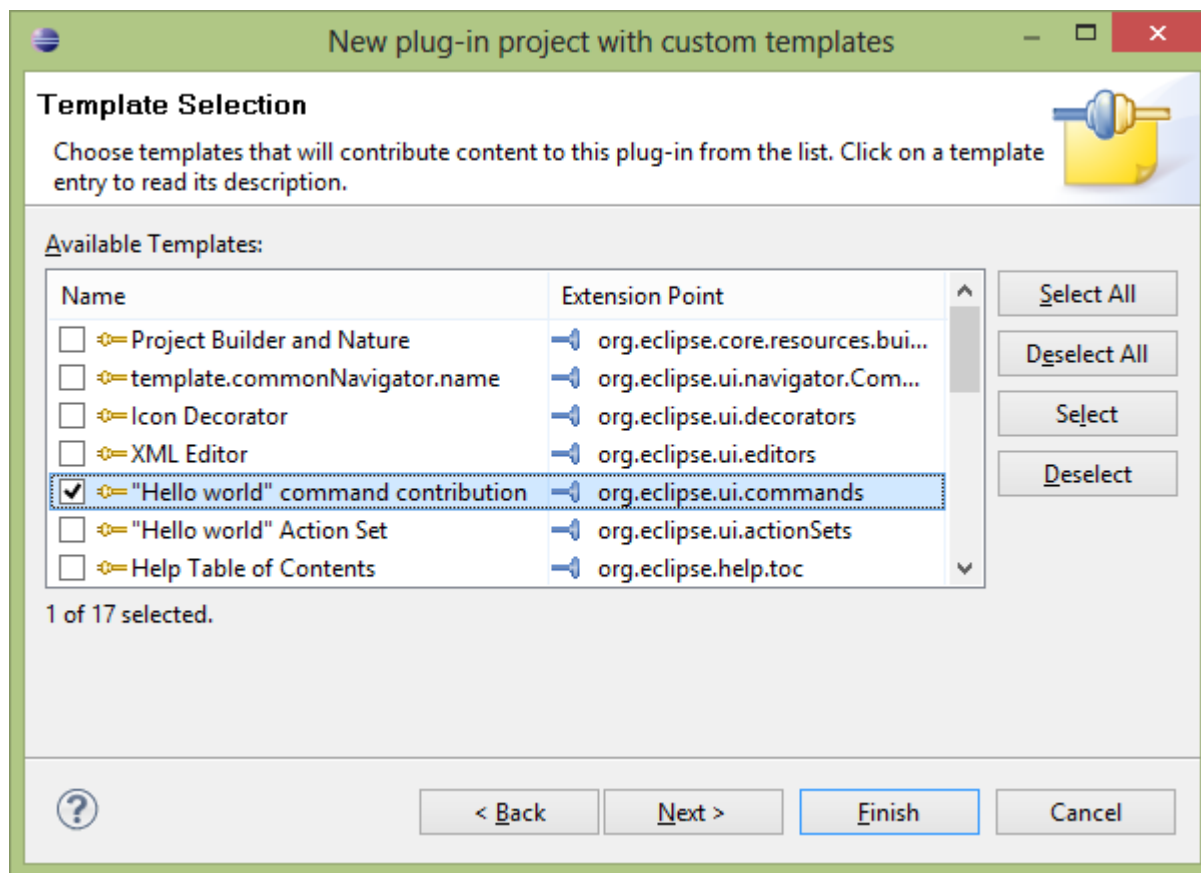 New plug-in project with custom templates
Template Selection
Choose templates that will contribute content to this plug-in from the list. Click on a template
entry to read its description.
Available Templates:
Name Extension Point
Project Builder and Nature org.eclipse.core.resources.bui...
template.commonNavigator.name org.eclipse.ui.navigator.Com...
Icon Decorator org.eclipse.ui.decorators
XML Editor org.eclipse.ui.editors
"Hello world" command contribution org.eclipse.ui.commands
"Hello world" Action Set org.eclipse.ui.actionSets
Help Table of Contents org.eclipse.help.toc
Select All
Deselect All
Select
Deselect
1 of 17 selected.
? < Back Next > Finish Cancel